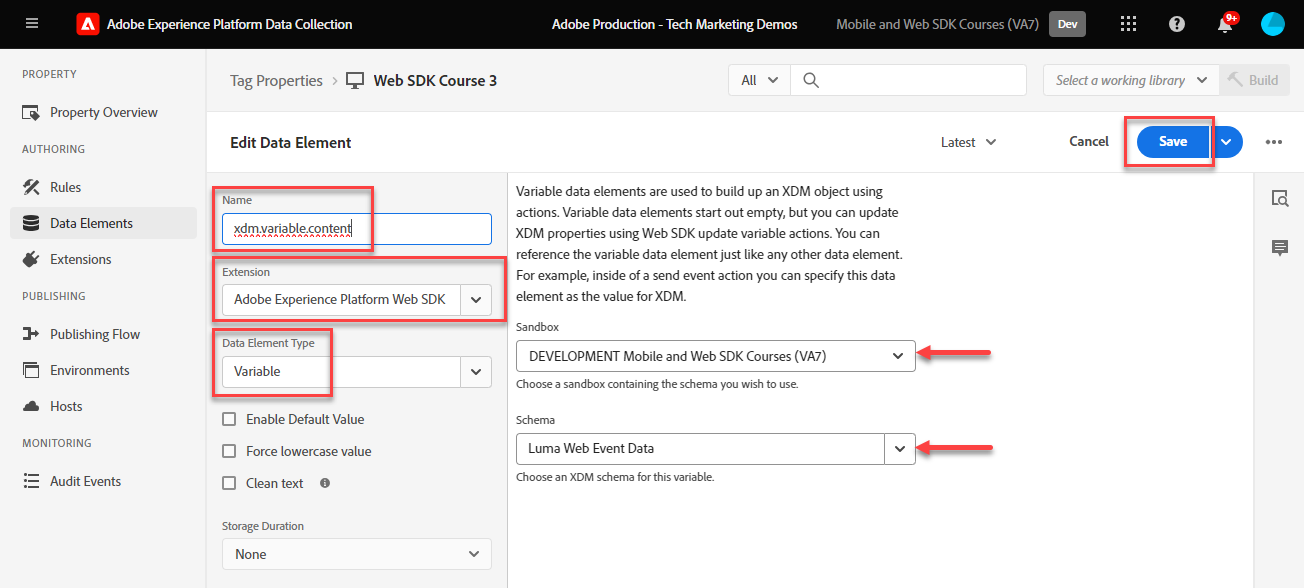 Adobe Experience Platform Data Collection
Adobe Production - Tech Marketing Demos
Mobile and Web SDK Courses (VA7)
Dev
9+
PROPERTY
Property Overview
AUTHORING
Rules
Data Elements
Extensions
PUBLISHING
Publishing Flow
Environments
Hosts
MONITORING
Audit Events
Tag Properties
Web SDK Course 3
All
Select a working library
Build
Edit Data Element
Latest
Cancel
Save
Name
xdm.variable.content
Extension
Adobe Experience Platform Web SDK
Data Element Type
Variable
Enable Default Value
Force lowercase value
Clean text
Storage Duration
None
Variable data elements are used to build up an XDM object using
actions. Variable data elements start out empty, but you can update
XDM properties using Web SDK update variable actions. You can
reference the variable data element just like any other data element.
For example, inside of a send event action you can specify this data
element as the value for XDM.
Sandbox
DEVELOPMENT Mobile and Web SDK Courses (VA7)
Choose a sandbox containing the schema you wish to use.
Schema
Luma Web Event Data
Choose an XDM schema for this variable.